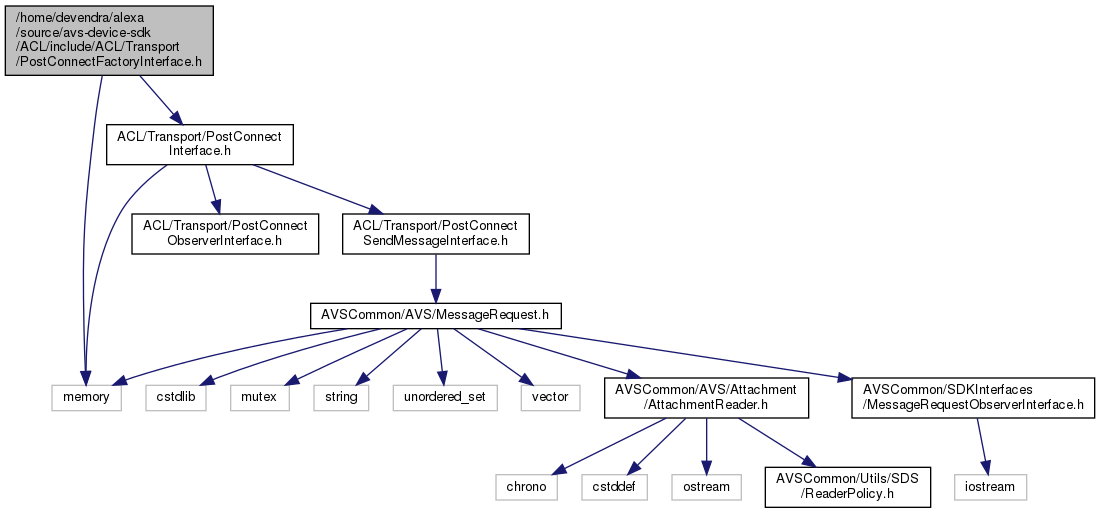 /home/devendra/alexa
/source/avs-device-sdk
/ACL/include/ACL/Transport
/PostConnectFactoryInterface.h
ACL/Transport/PostConnect
Interface.h
ACL/Transport/PostConnect
ObserverInterface.h
ACL/Transport/PostConnect
SendMessageInterface.h
AVSCommon/AVS/MessageRequest.h
memory
cstdlib
mutex
string
unordered_set
vector
AVSCommon/AVS/Attachment
/AttachmentReader.h
AVSCommon/SDKInterfaces
/MessageRequestObserverInterface.h
chrono
cstddef
ostream
AVSCommon/Utils/SDS
/ReaderPolicy.h
iostream